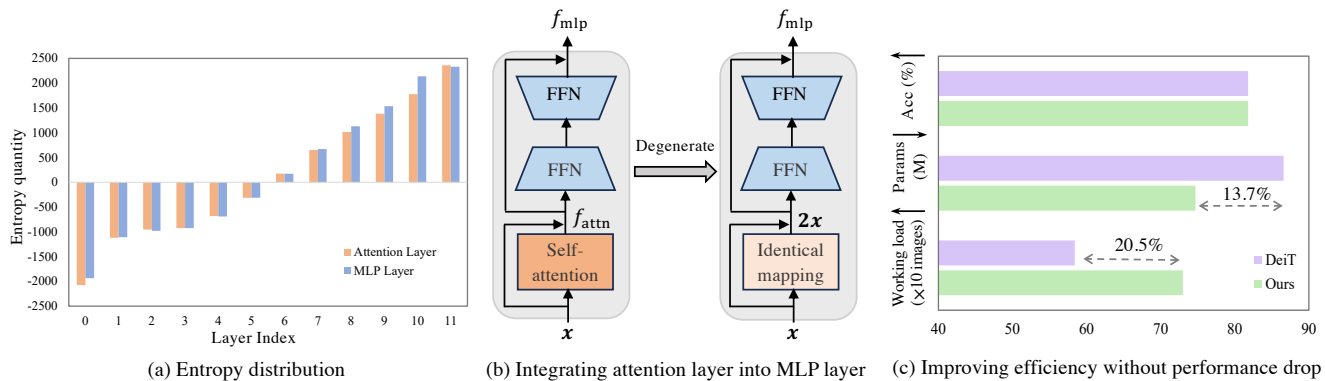 Entropy quantity
2500
2000
1500
1000
500
0
-500
-1000
-1500
-2000
-2500
Attention Layer
MLP Layer
0 1 2 3 4 5 6 7 8 9 10 11
Layer Index
(a) Entropy distribution
f_mlp
FFN
FFN
f_attn
Self-
attention
x
Degenerate
f_mlp
FFN
FFN
2x
Identical
mapping
x
(b) Integrating attention layer into MLP layer
Acc (%)
Params
(M)
Working load
(×10 images)
13.7%
20.5%
DeiT
Ours
40 50 60 70 80 90
(c) Improving efficiency without performance drop